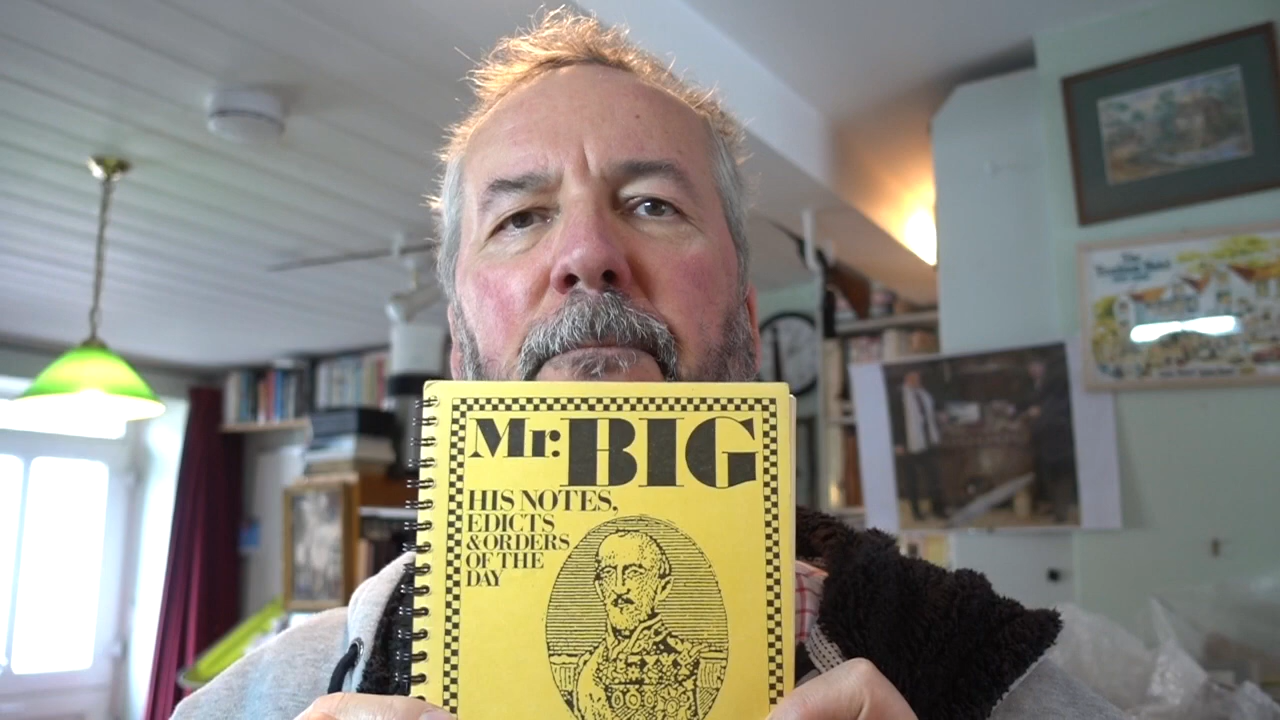 Mr. BIG
HIS NOTES,
EDICTS
& ORDERS
OF THE
DAY